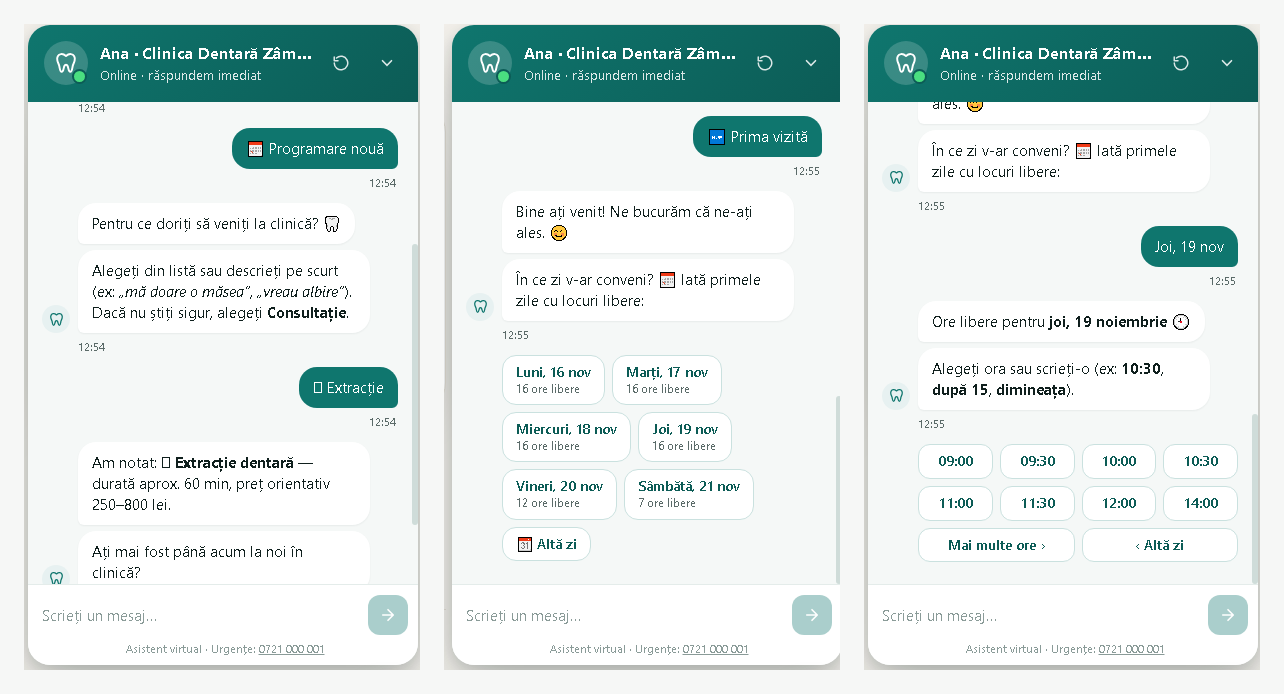 Ana · Clinica Dentară Zâm...
Online · răspundem imediat
12:54
📅 Programare nouă
12:54
Pentru ce doriți să veniți la clinică? 🦷
Alegeți din listă sau descrieți pe scurt
(ex: „mă doare o măsea”, „vreau albire”).
Dacă nu știți sigur, alegeți Consultație.
12:54
Extracție
12:54
Am notat: Extracție dentară —
durată aprox. 60 min, preț orientativ
250–800 lei.
Ați mai fost până acum la noi în
clinică?
Scrieți un mesaj...
Asistent virtual · Urgențe: 0721 000 001
Ana · Clinica Dentară Zâm...
Online · răspundem imediat
Prima vizită
12:55
Bine ați venit! Ne bucurăm că ne-ați
ales. 😊
În ce zi v-ar conveni? 📅 Iată primele
zile cu locuri libere:
12:55
Luni, 16 nov
16 ore libere
Marți, 17 nov
16 ore libere
Miercuri, 18 nov
16 ore libere
Joi, 19 nov
16 ore libere
Vineri, 20 nov
12 ore libere
Sâmbătă, 21 nov
7 ore libere
📅 Altă zi
Scrieți un mesaj...
Asistent virtual · Urgențe: 0721 000 001
Ana · Clinica Dentară Zâm...
Online · răspundem imediat
ales. 😊
În ce zi v-ar conveni? 📅 Iată primele
zile cu locuri libere:
12:55
Joi, 19 nov
12:55
Ore libere pentru joi, 19 noiembrie 🕙
Alegeți ora sau scrieți-o (ex: 10:30,
după 15, dimineața).
12:55
09:00 09:30 10:00 10:30
11:00 11:30 12:00 14:00
Mai multe ore › ‹ Altă zi
Scrieți un mesaj...
Asistent virtual · Urgențe: 0721 000 001